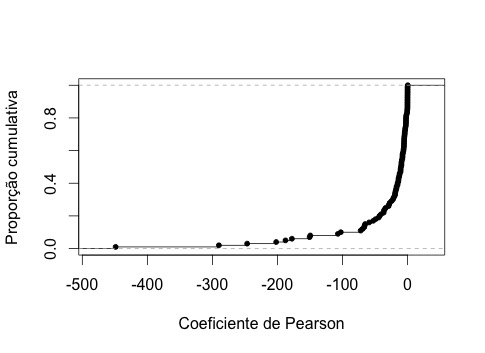 Proporção cumulativa
0.8
0.4
0.0
-500 -400 -300 -200 -100 0
Coeficiente de Pearson